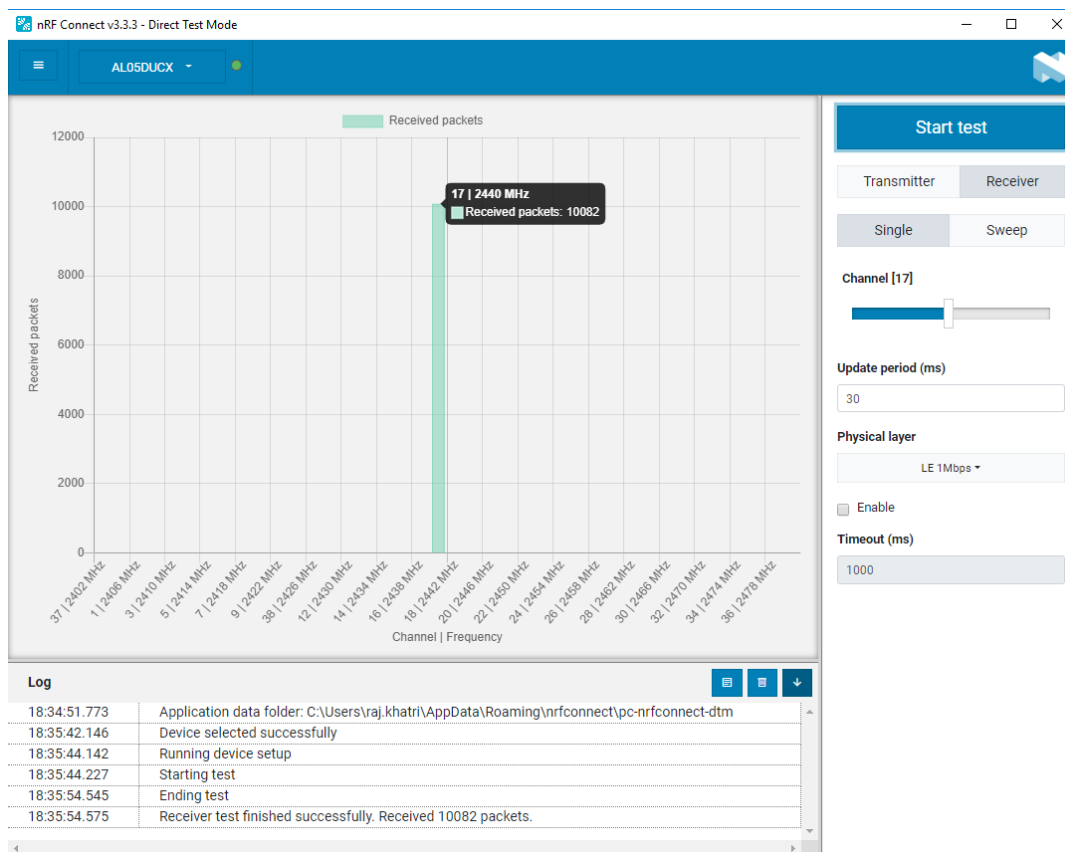 nRF Connect v3.3.3 - Direct Test Mode
AL05DUCX
Received packets
12000
10000
8000
6000
4000
2000
0
Received packets
17 | 2440 MHz
Received packets: 10082
37 | 2402 MHz
1 | 2406 MHz
3 | 2410 MHz
5 | 2414 MHz
7 | 2418 MHz
9 | 2422 MHz
38 | 2426 MHz
12 | 2430 MHz
14 | 2434 MHz
16 | 2438 MHz
18 | 2442 MHz
20 | 2446 MHz
22 | 2450 MHz
24 | 2454 MHz
26 | 2458 MHz
28 | 2462 MHz
30 | 2466 MHz
32 | 2470 MHz
34 | 2474 MHz
36 | 2478 MHz
Channel | Frequency
Start test
Transmitter Receiver
Single Sweep
Channel [17]
Update period (ms)
30
Physical layer
LE 1Mbps
Enable
Timeout (ms)
1000
Log
18:34:51.773 Application data folder: C:\Users\raj.khatri\AppData\Roaming\nrfconnect\pc-nrfconnect-dtm
18:35:42.146 Device selected successfully
18:35:44.142 Running device setup
18:35:44.227 Starting test
18:35:54.545 Ending test
18:35:54.575 Receiver test finished successfully. Received 10082 packets.